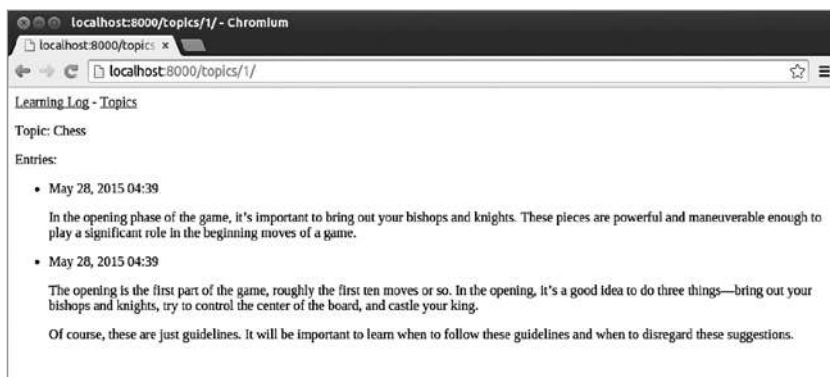 localhost:8000/topics/1/ - Chromium
localhost:8000/topics
localhost:8000/topics/1/
Learning Log - Topics
Topic: Chess
Entries:
• May 28, 2015 04:39
In the opening phase of the game, it’s important to bring out your bishops and knights. These pieces are powerful and maneuverable enough to
play a significant role in the beginning moves of a game.
• May 28, 2015 04:39
The opening is the first part of the game, roughly the first ten moves or so. In the opening, it’s a good idea to do three things—bring out your
bishops and knights, try to control the center of the board, and castle your king.
Of course, these are just guidelines. It will be important to learn when to follow these guidelines and when to disregard these suggestions.